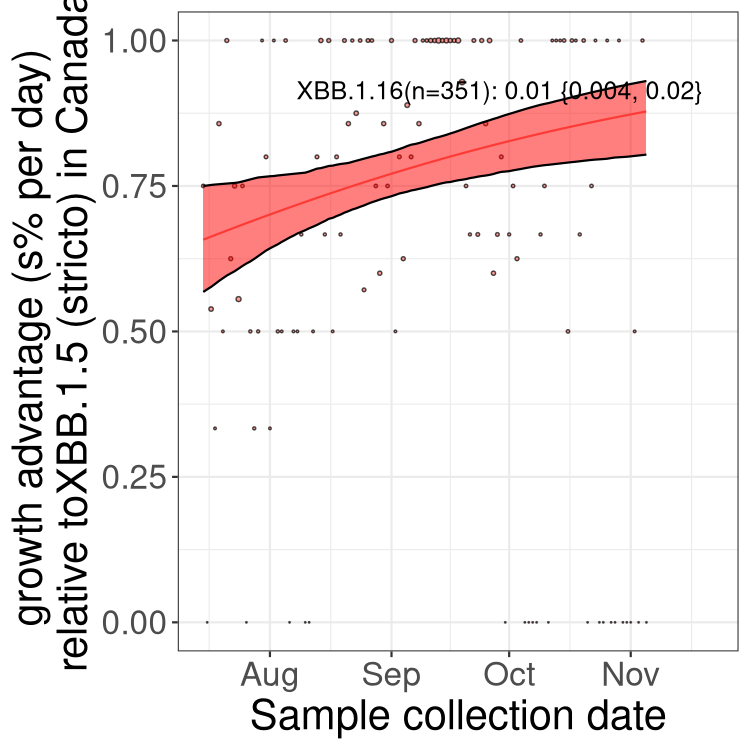 growth advantage (s% per day)
relative toXBB.1.5 (stricto) in Canada
1.00
0.75
0.50
0.25
0.00
XBB.1.16(n=351): 0.01 {0.004, 0.02}
Aug Sep Oct Nov
Sample collection date